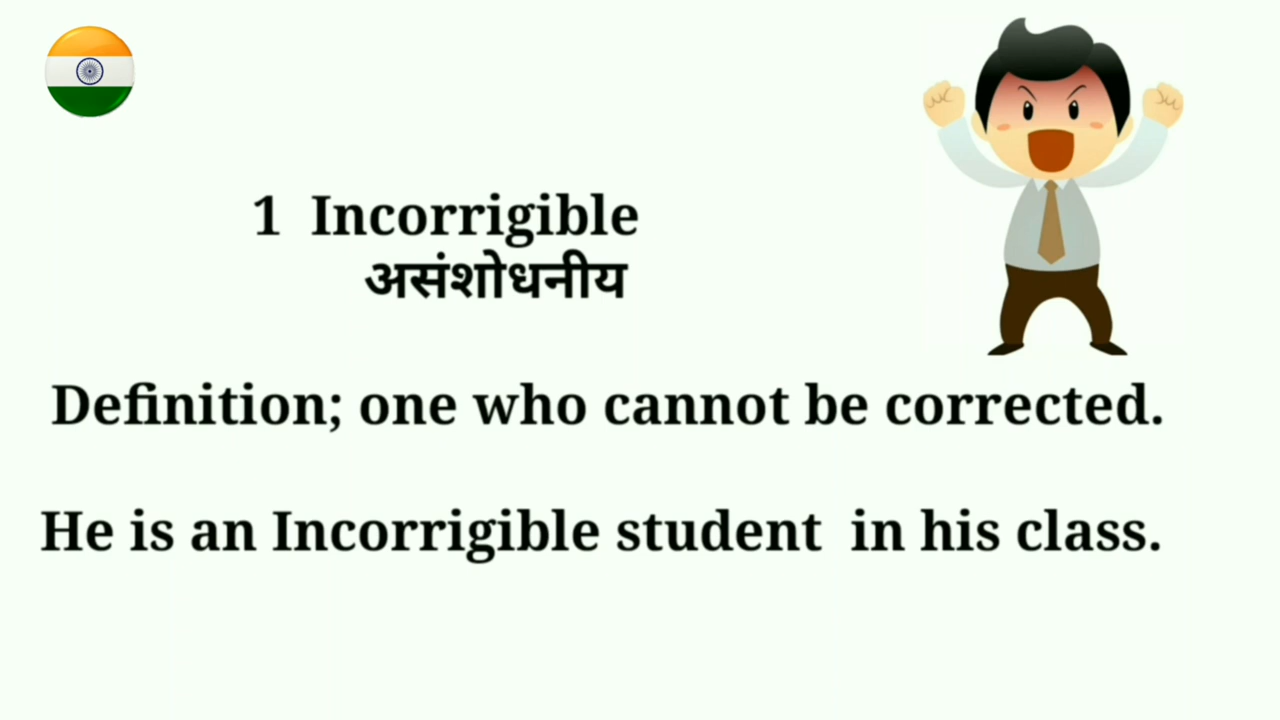 1 Incorrigible
असंशोधनीय
Definition; one who cannot be corrected.
He is an Incorrigible student in his class.